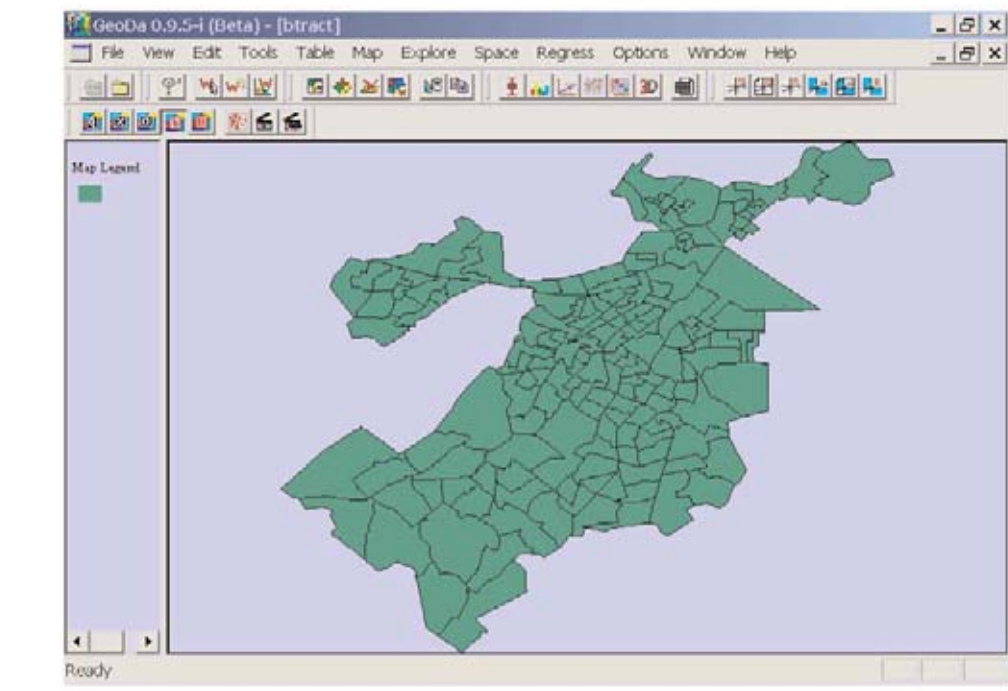 GeoDa 0.9.5-i (Beta) - [btract]
File View Edit Tools Table Map Explore Space Regress Options Window Help
3D
Map Legend
Ready